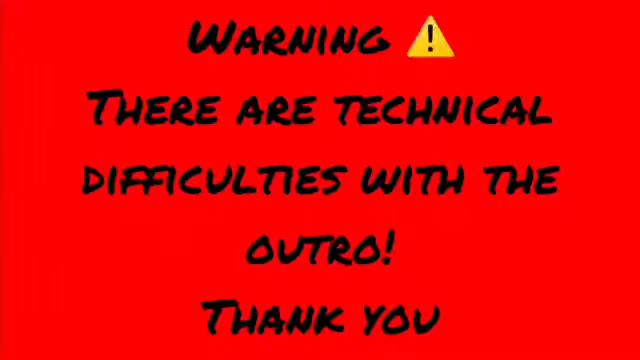 Warning ⚠️
There are technical
difficulties with the
outro!
Thank you